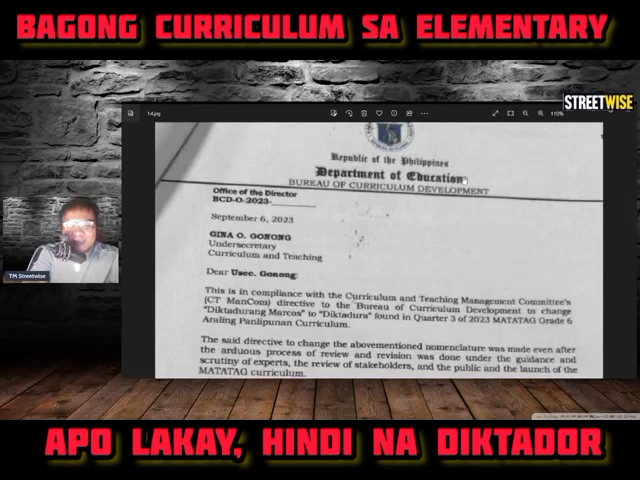 BAGONG CURRICULUM SA ELEMENTARY
STREETWISE
14.jpg
110%
Republic of the Philippines
Department of Education
BUREAU OF CURRICULUM DEVELOPMENT
Office of the Director
BCD-O-2023-
September 6, 2023
GINA O. GONONG
Undersecretary
Curriculum and Teaching
Dear Usec. Gonong:
This is in compliance with the Curriculum and Teaching Management Committee's
(CT ManCom) directive to the Bureau of Curriculum Development to change
"Diktadurang Marcos" to "Diktadura" found in Quarter 3 of 2023 MATATAG Grade 6
Araling Panlipunan Curriculum.
The said directive to change the abovementioned nomenclature was made even after
the arduous process of review and revision was done under the guidance and
scrutiny of experts, the review of stakeholders, and the public and the launch of the
MATATAG curriculum.
TM Streetwise
APO LAKAY, HINDI NA DIKTADOR